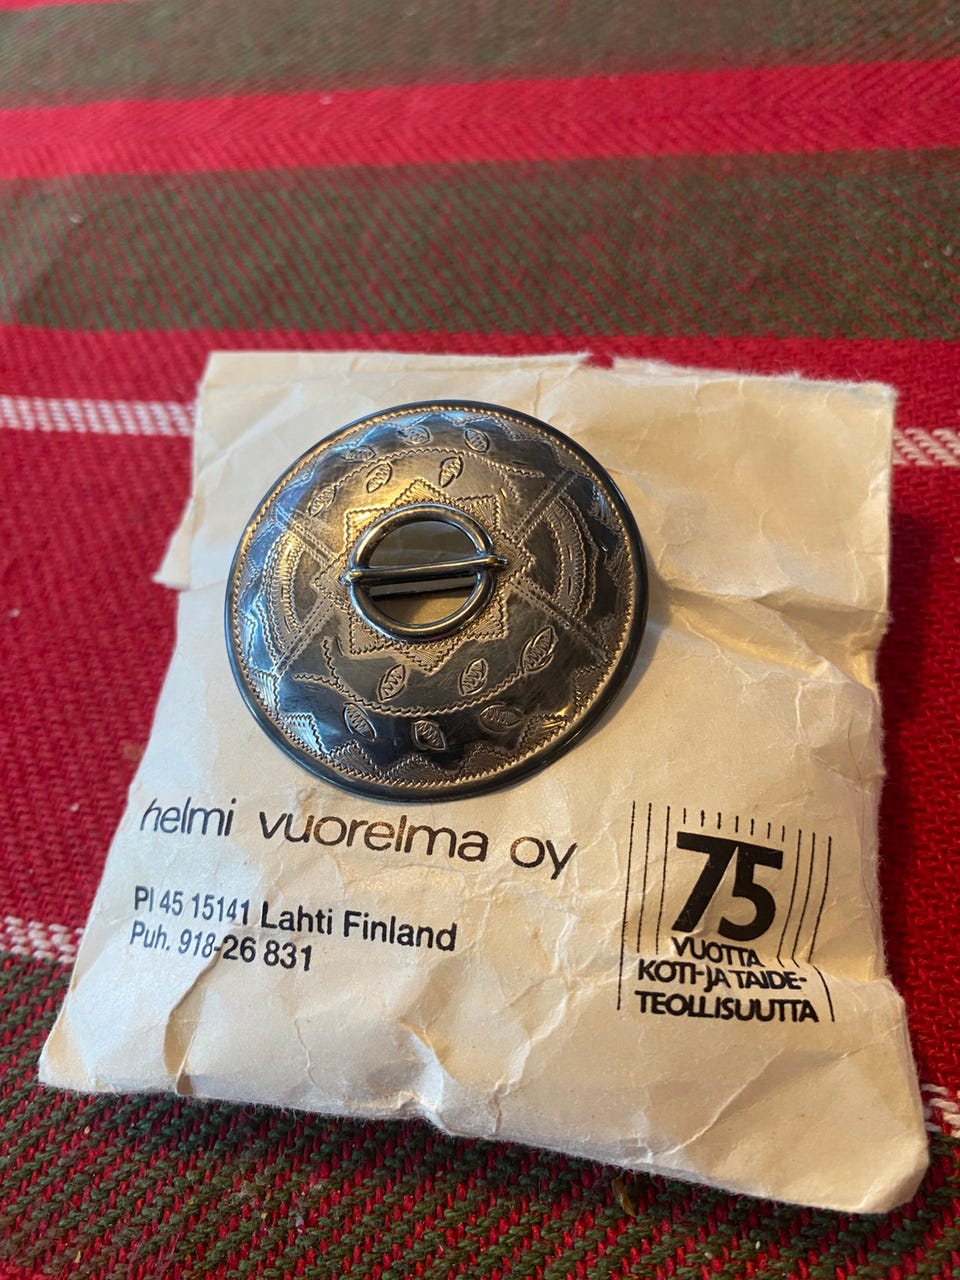 helmi vuorelma oy
Pl 45 15141 Lahti Finland
Puh. 918-26 831
75
VUOTTA
KOTI-JA TAIDE-
TEOLLISUUTTA